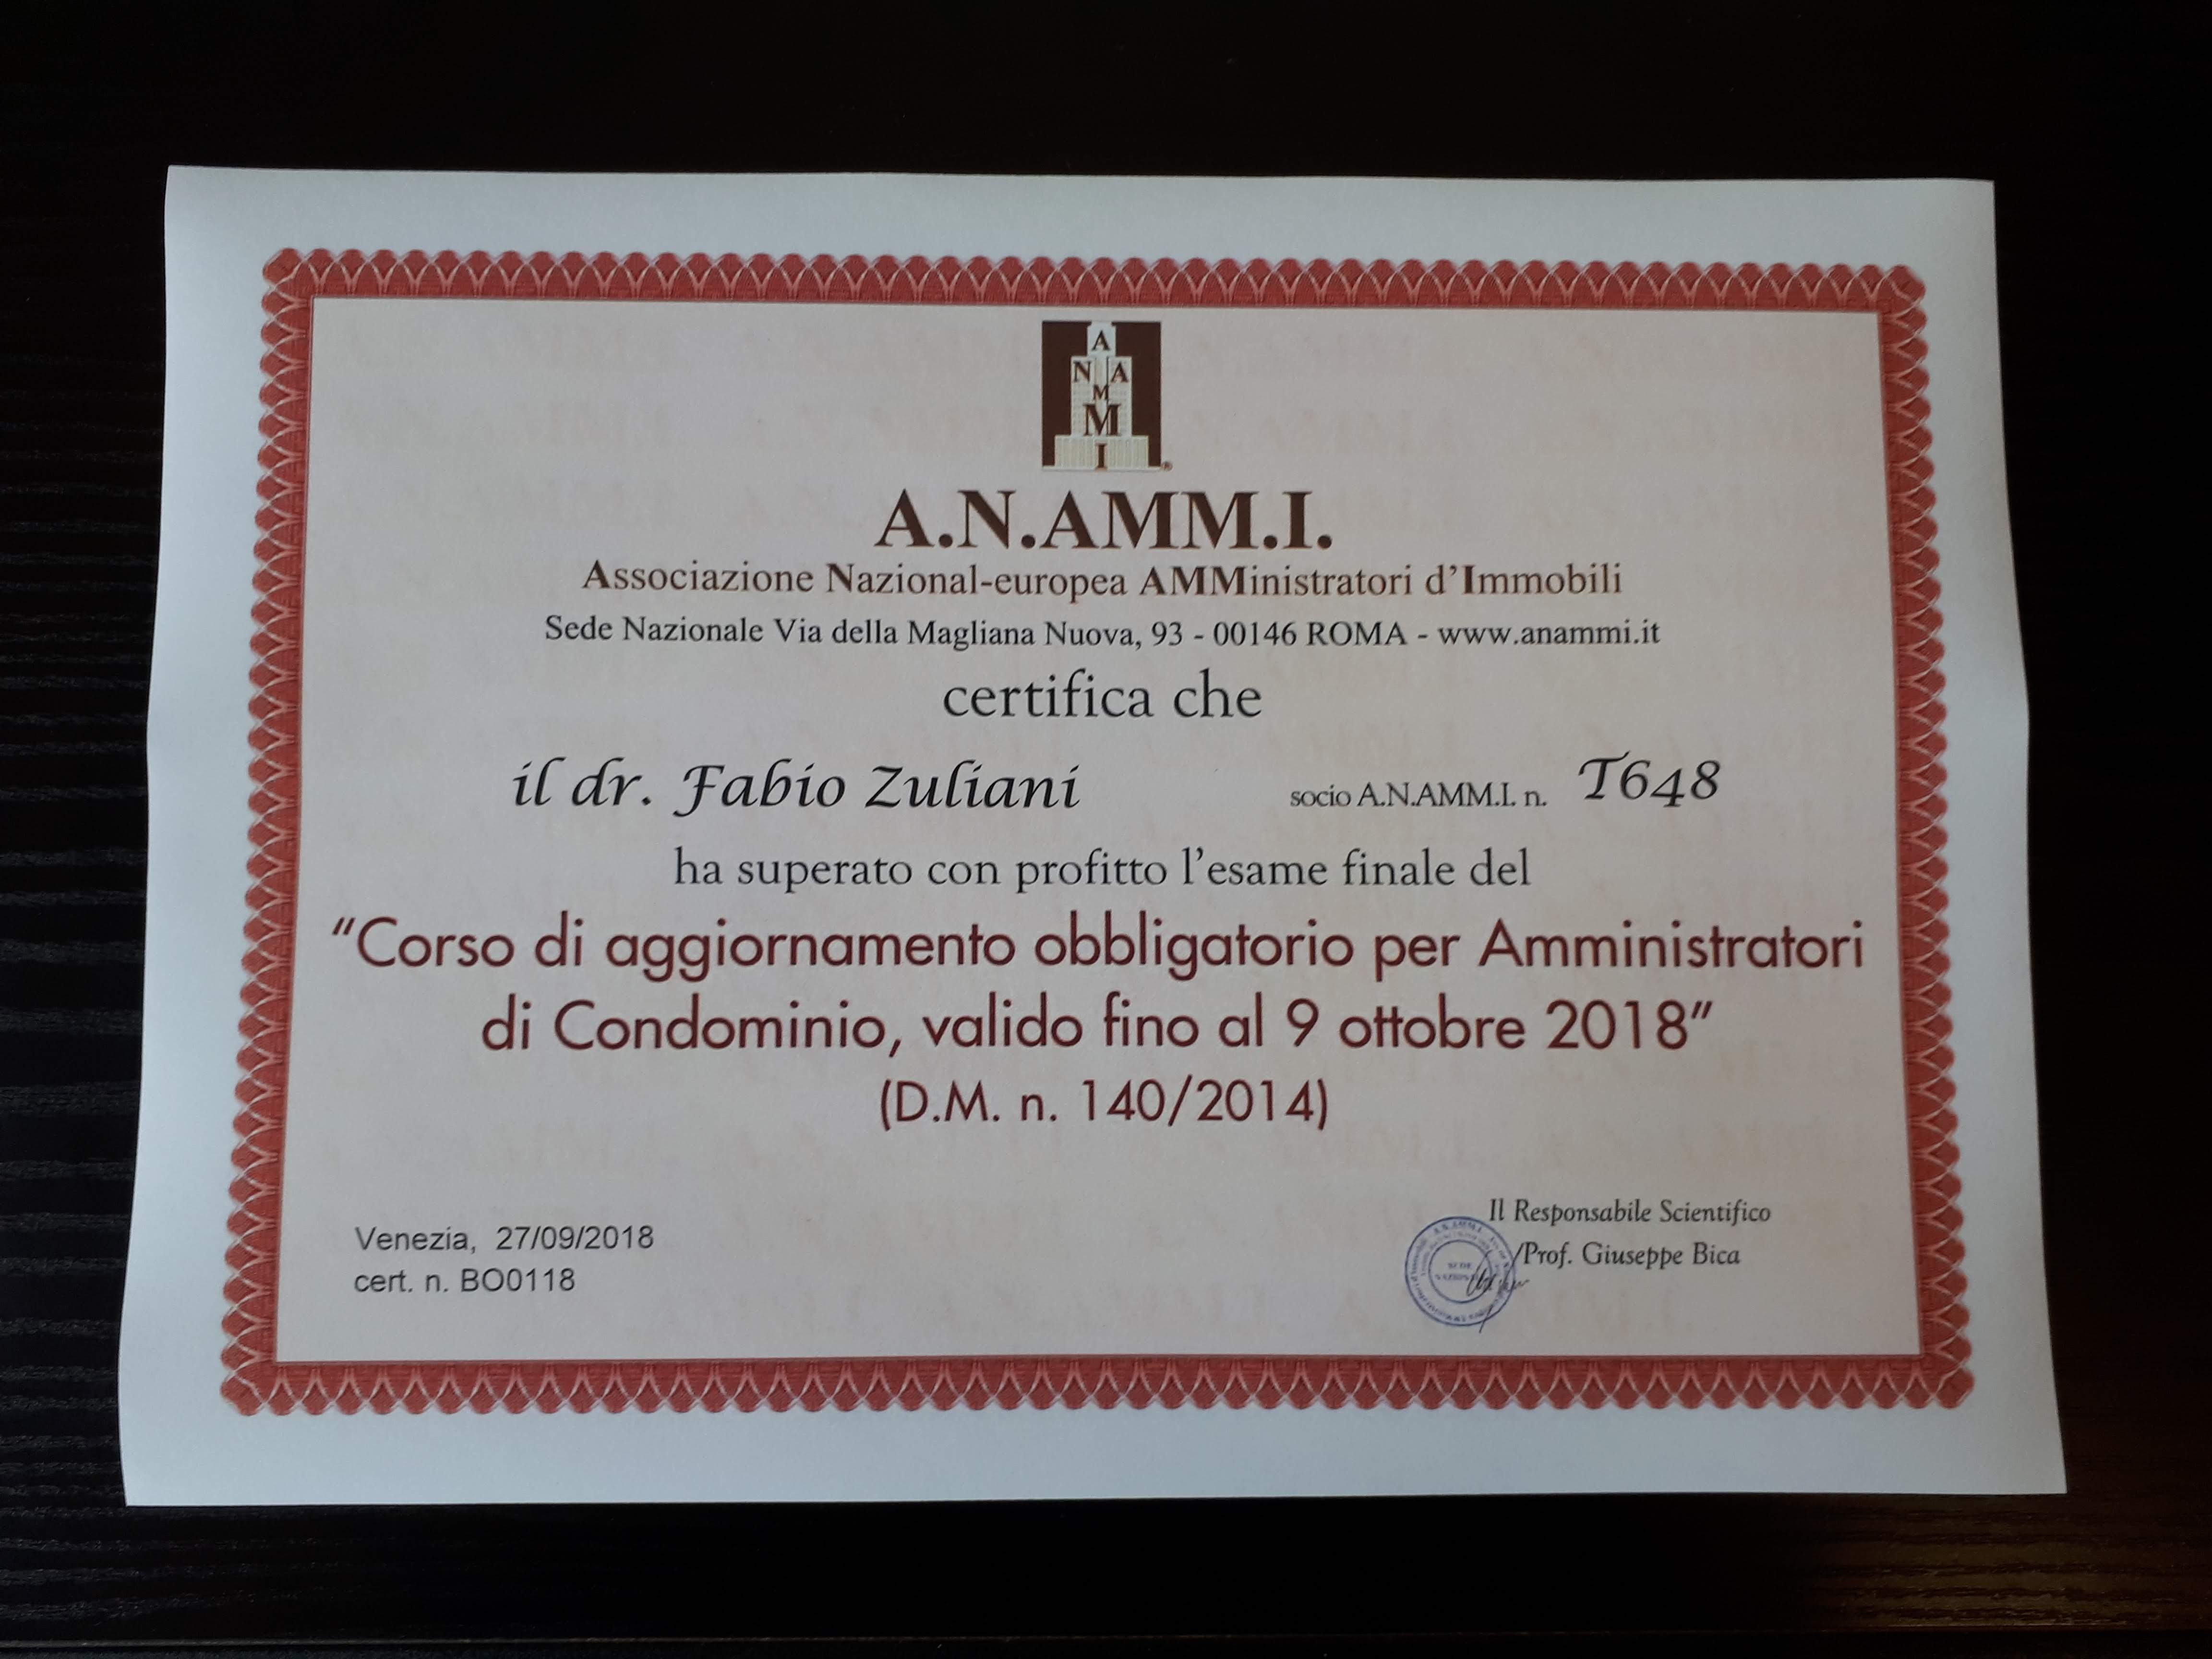 A
N A
M
M
I
A.N.AMM.I.
Associazione Nazional-europea AMMinistratori d'Immobili
Sede Nazionale Via della Magliana Nuova, 93 - 00146 ROMA - www.anammi.it
certifica che
il dr. Fabio Zuliani socio A.N.AMM.I. n. T648
ha superato con profitto l'esame finale del
"Corso di aggiornamento obbligatorio per Amministratori
di Condominio, valido fino al 9 ottobre 2018"
(D.M. n. 140/2014)
Venezia, 27/09/2018
cert. n. BO0118
Il Responsabile Scientifico
Prof. Giuseppe Bica